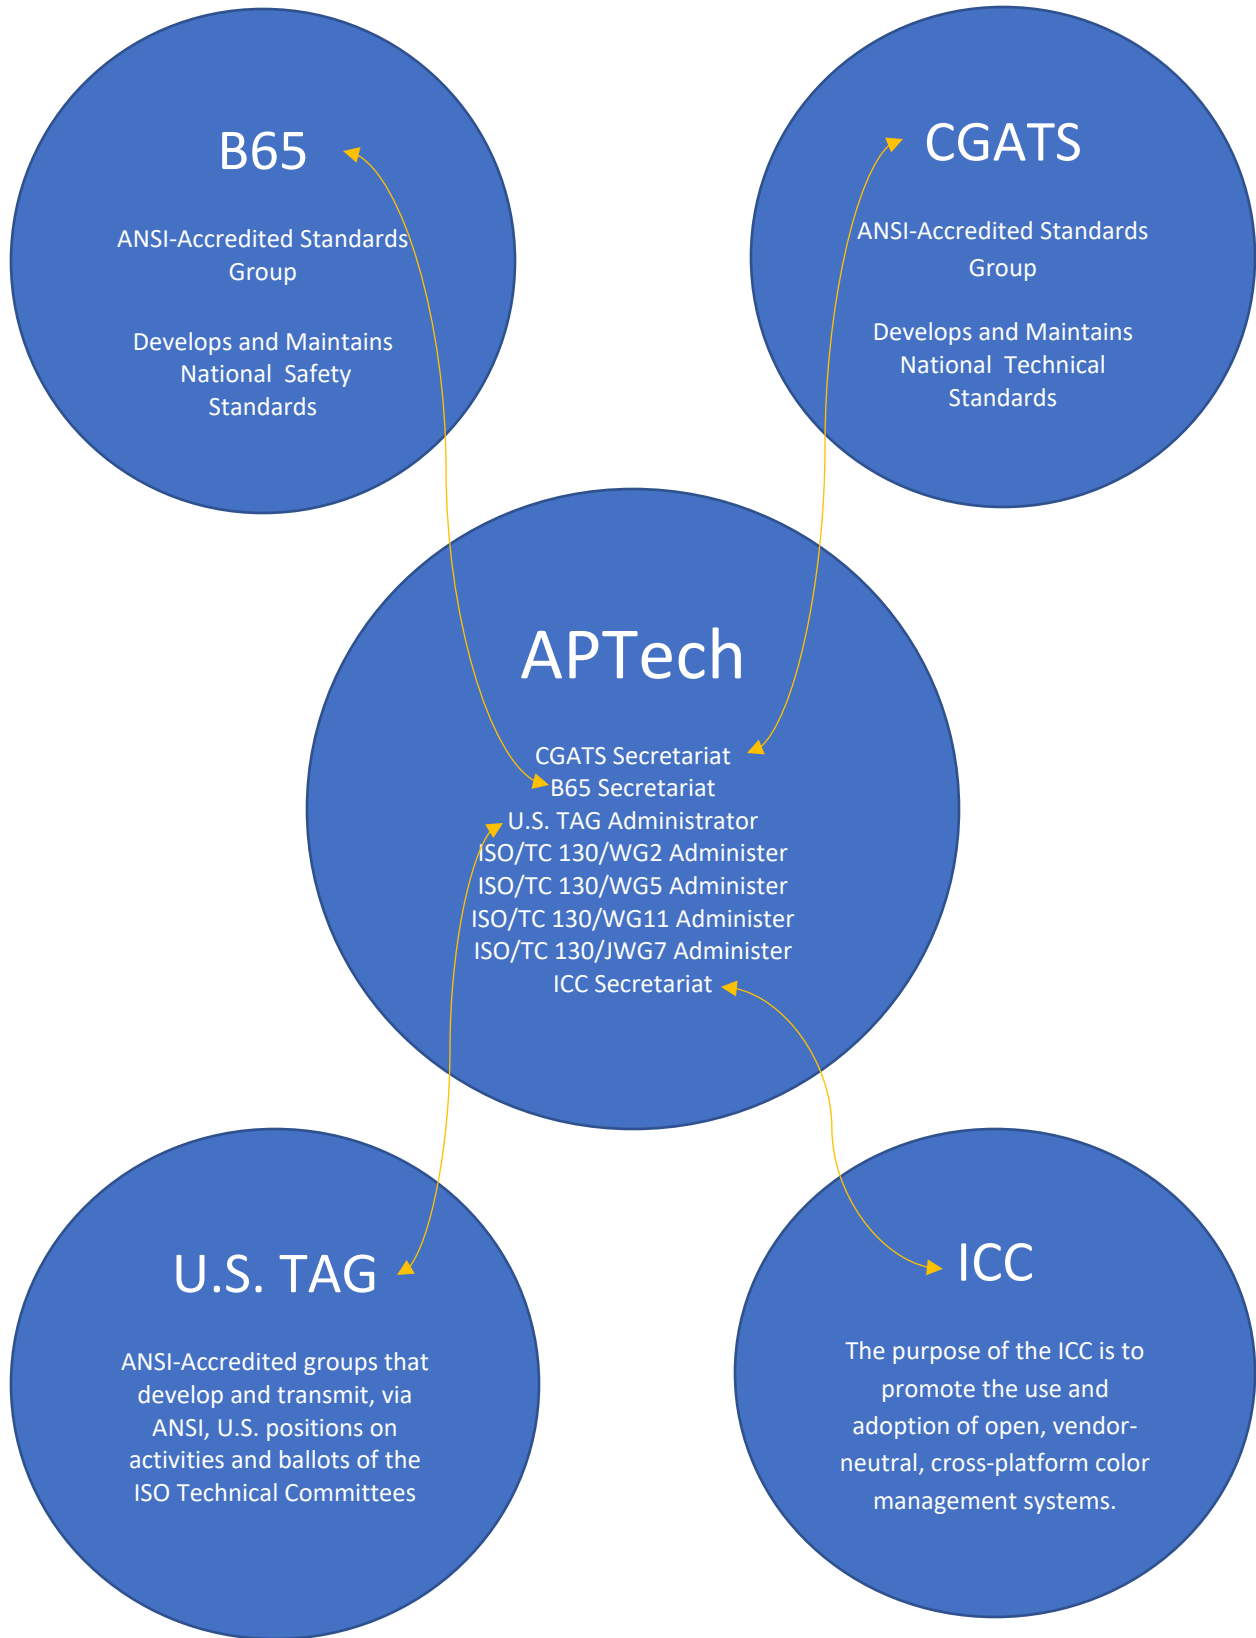 B65
ANSI-Accredited Standards
Group
Develops and Maintains
National Safety
Standards
CGATS
ANSI-Accredited Standards
Group
Develops and Maintains
National Technical
Standards
APTech
CGATS Secretariat
B65 Secretariat
U.S. TAG Administrator
ISO/TC 130/WG2 Administer
ISO/TC 130/WG5 Administer
ISO/TC 130/WG11 Administer
ISO/TC 130/JWG7 Administer
ICC Secretariat
U.S. TAG
ANSI-Accredited groups that
develop and transmit, via
ANSI, U.S. positions on
activities and ballots of the
ISO Technical Committees
ICC
The purpose of the ICC is to
promote the use and
adoption of open, vendor-
neutral, cross-platform color
management systems.